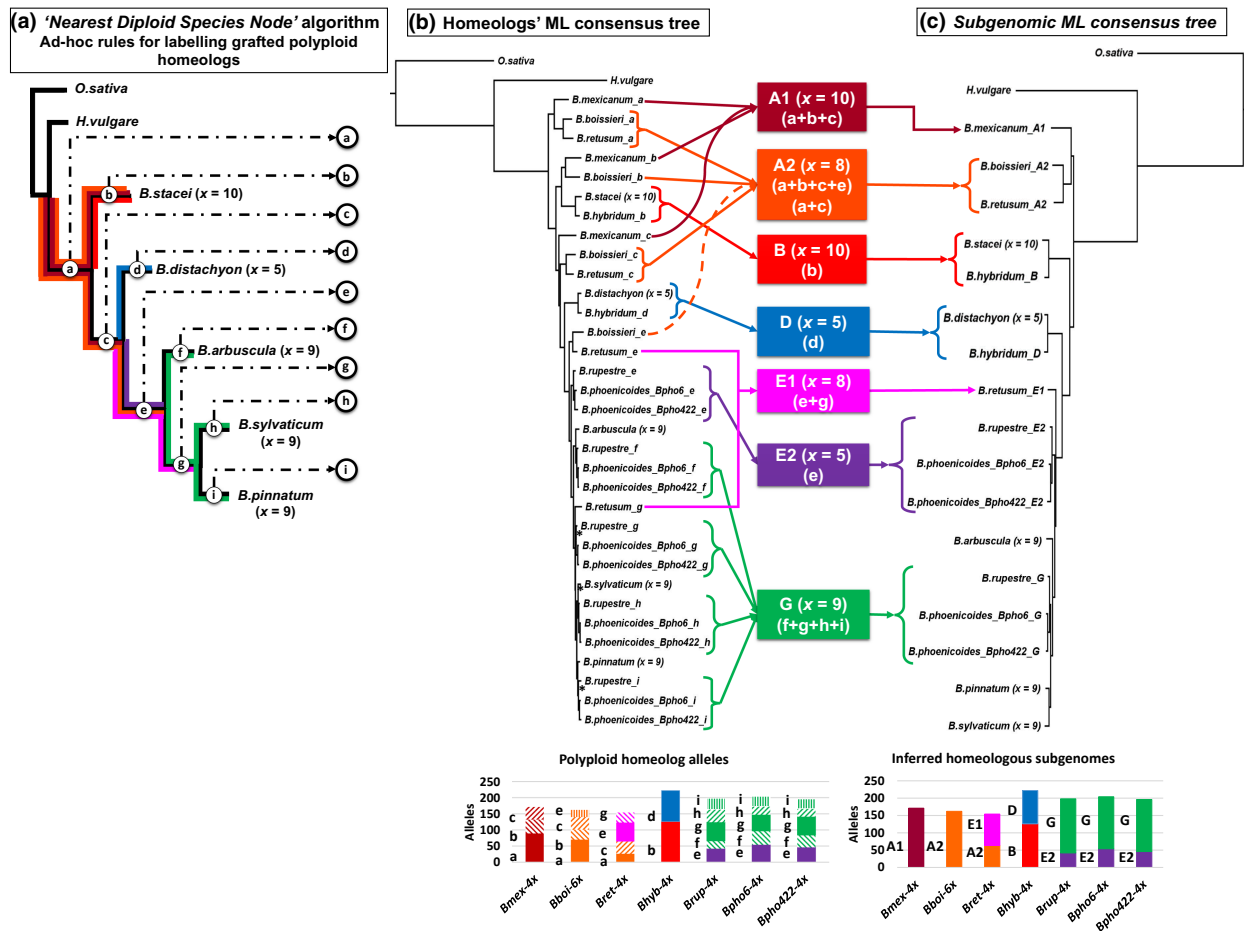 (a) 'Nearest Diploid Species Node' algorithm
Ad-hoc rules for labelling grafted polyploid
homeologs
O.sativa
H.vulgare
a
b
B.stacei (x = 10)
c
d
B.distachyon (x = 5)
e
f
B.arbuscula (x = 9)
g
h
B.sylvaticum
(x = 9)
i
B.pinnatum
(x = 9)
a
b
c
d
e
f
g
h
i
(b) Homeologs' ML consensus tree
O.sativa
H.vulgare
B.mexicanum_a
B.boissieri_a
B.retusum_a
B.mexicanum_b
B.boissieri_b
B.stacei (x = 10)
B.hybridum_b
B.mexicanum_c
B.boissieri_c
B.retusum_c
B.distachyon (x = 5)
B.hybridum_d
B.boissieri_e
B.retusum_e
B.rupestre_e
B.phoenicoides_Bpho6_e
B.phoenicoides_Bpho422_e
B.arbuscula (x = 9)
B.rupestre_f
B.phoenicoides_Bpho6_f
B.phoenicoides_Bpho422_f
B.retusum_g
B.rupestre_g
*
B.phoenicoides_Bpho6_g
B.phoenicoides_Bpho422_g
B.sylvaticum (x = 9)
*
B.rupestre_h
B.phoenicoides_Bpho6_h
B.phoenicoides_Bpho422_h
B.pinnatum (x = 9)
B.rupestre_i
*
B.phoenicoides_Bpho6_i
B.phoenicoides_Bpho422_i
A1 (x = 10)
(a+b+c)
A2 (x = 8)
(a+b+c+e)
(a+c)
B (x = 10)
(b)
D (x = 5)
(d)
E1 (x = 8)
(e+g)
E2 (x = 5)
(e)
G (x = 9)
(f+g+h+i)
(c) Subgenomic ML consensus tree
O.sativa
H.vulgare
B.mexicanum_A1
B.boissieri_A2
B.retusum_A2
B.stacei (x = 10)
B.hybridum_B
B.distachyon (x = 5)
B.hybridum_D
B.retusum_E1
B.rupestre_E2
B.phoenicoides_Bpho6_E2
B.phoenicoides_Bpho422_E2
B.arbuscula (x = 9)
B.rupestre_G
B.phoenicoides_Bpho6_G
B.phoenicoides_Bpho422_G
B.pinnatum (x = 9)
B.sylvaticum (x = 9)
Polyploid homeolog alleles
Alleles
250
200
150
100
50
0
c
b
a
e
c
b
a
g
e
c
a
d
b
i
h
g
f
e
i
h
g
f
e
i
h
g
f
e
Bmex-4x
Bboi-6x
Bret-4x
Bhyb-4x
Brup-4x
Bpho6-4x
Bpho422-4x
Inferred homeologous subgenomes
Alleles
250
200
150
100
50
0
A1
A2
E1
A2
D
B
G
E2
G
E2
G
E2
Bmex-4x
Bboi-6x
Bret-4x
Bhyb-4x
Brup-4x
Bpho6-4x
Bpho422-4x